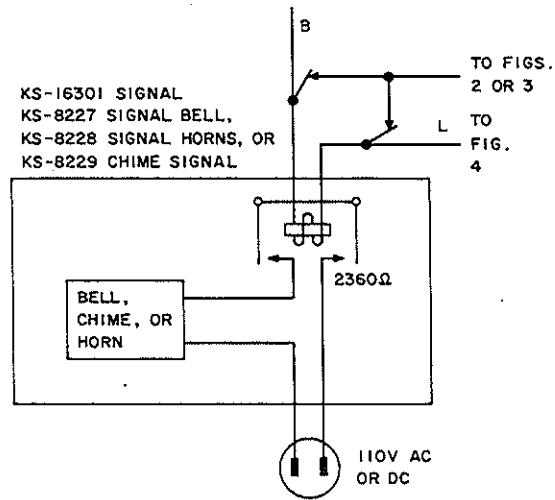 B
TO FIGS.
2 OR 3
KS-16301 SIGNAL
KS-8227 SIGNAL BELL,
KS-8228 SIGNAL HORNS, OR
KS-8229 CHIME SIGNAL
L TO
FIG.
4
2360Ω
BELL,
CHIME, OR
HORN
110V AC
OR DC